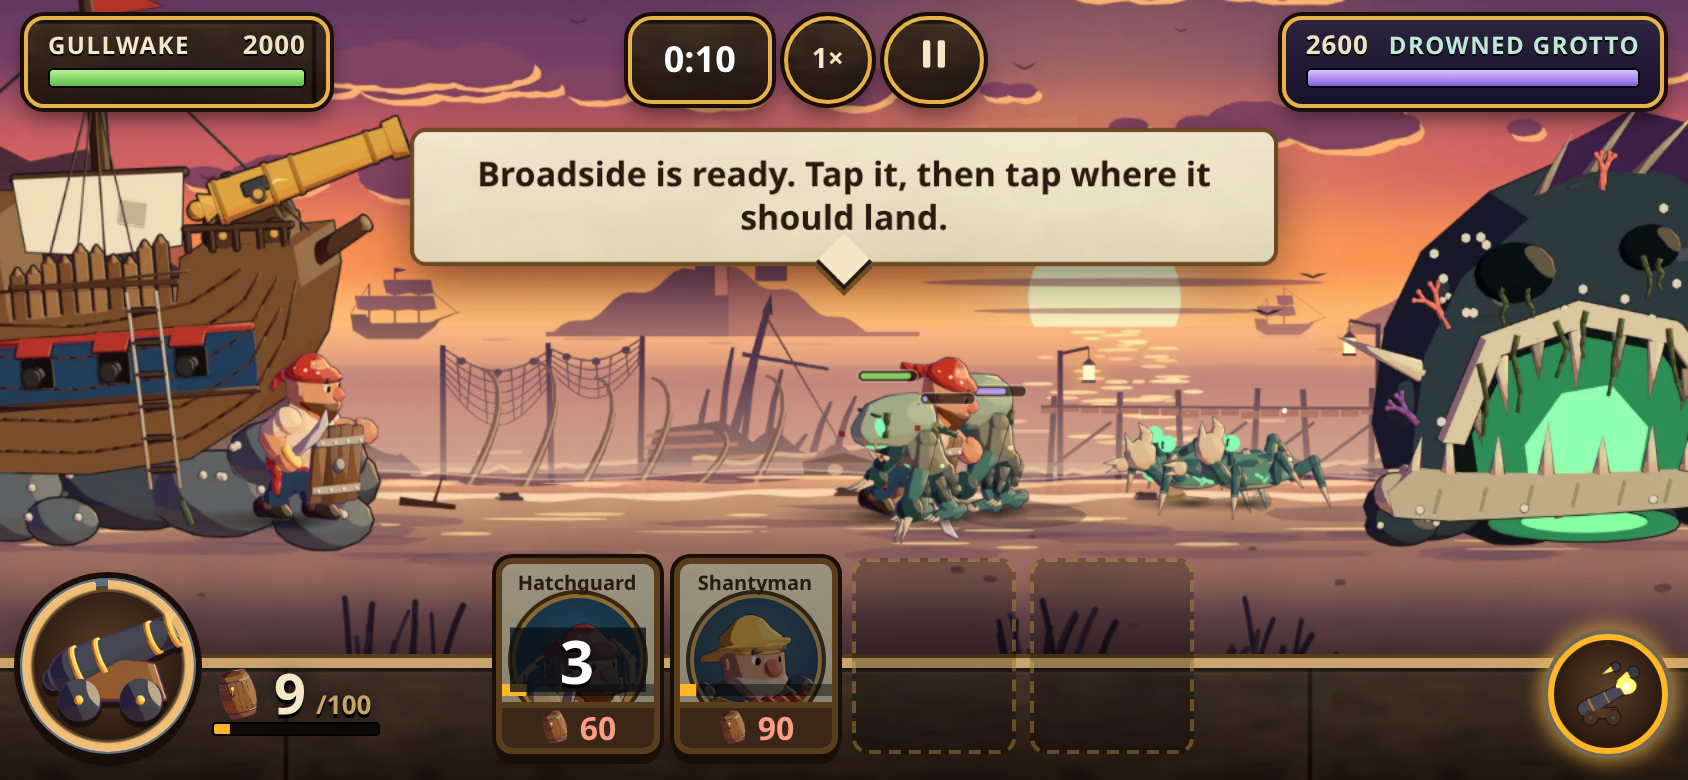 GULLWAKE 2000
0:10
1×
2600 DROWNED GROTTO
Broadside is ready. Tap it, then tap where it
should land.
Hatchguard
3
60
Shantyman
90
9 /100